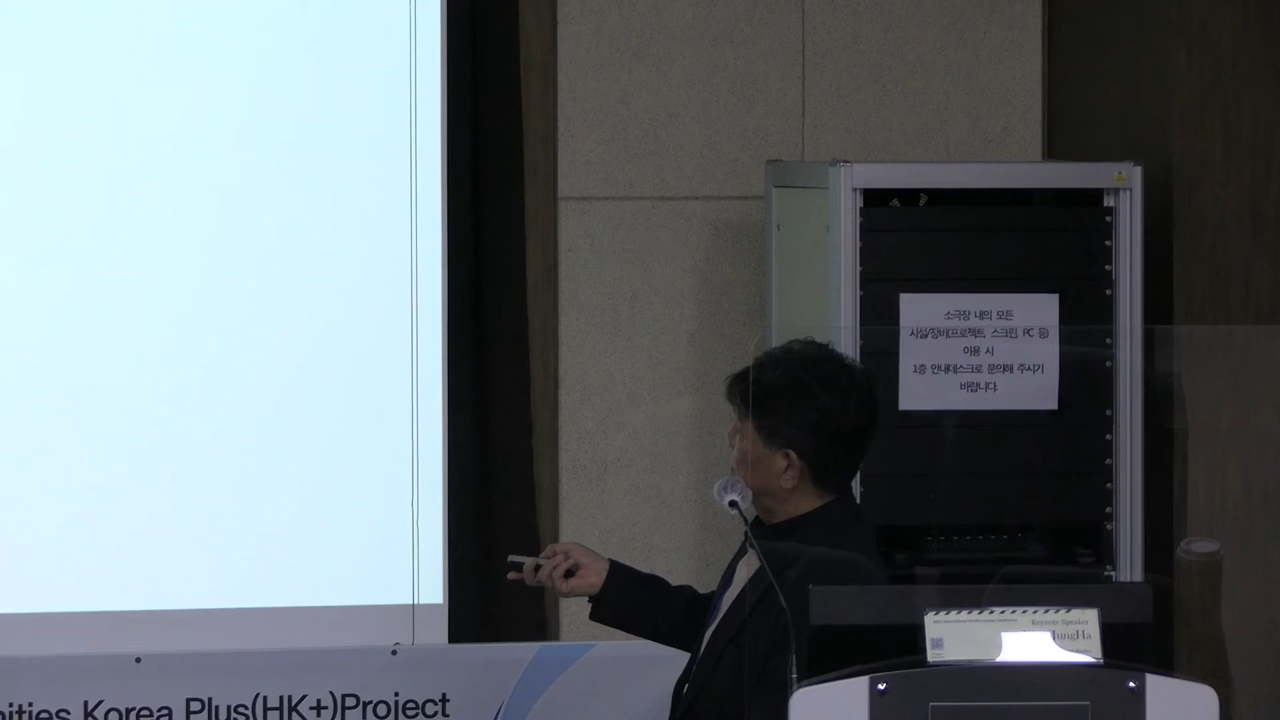 소극장 내의 모든
시설/장비(프로젝트, 스크린, PC 등)
이용 시
1층 안내데스크로 문의해 주시기
바랍니다.
Keynote Speaker
JungHa
nities Korea Plus(HK+)Project